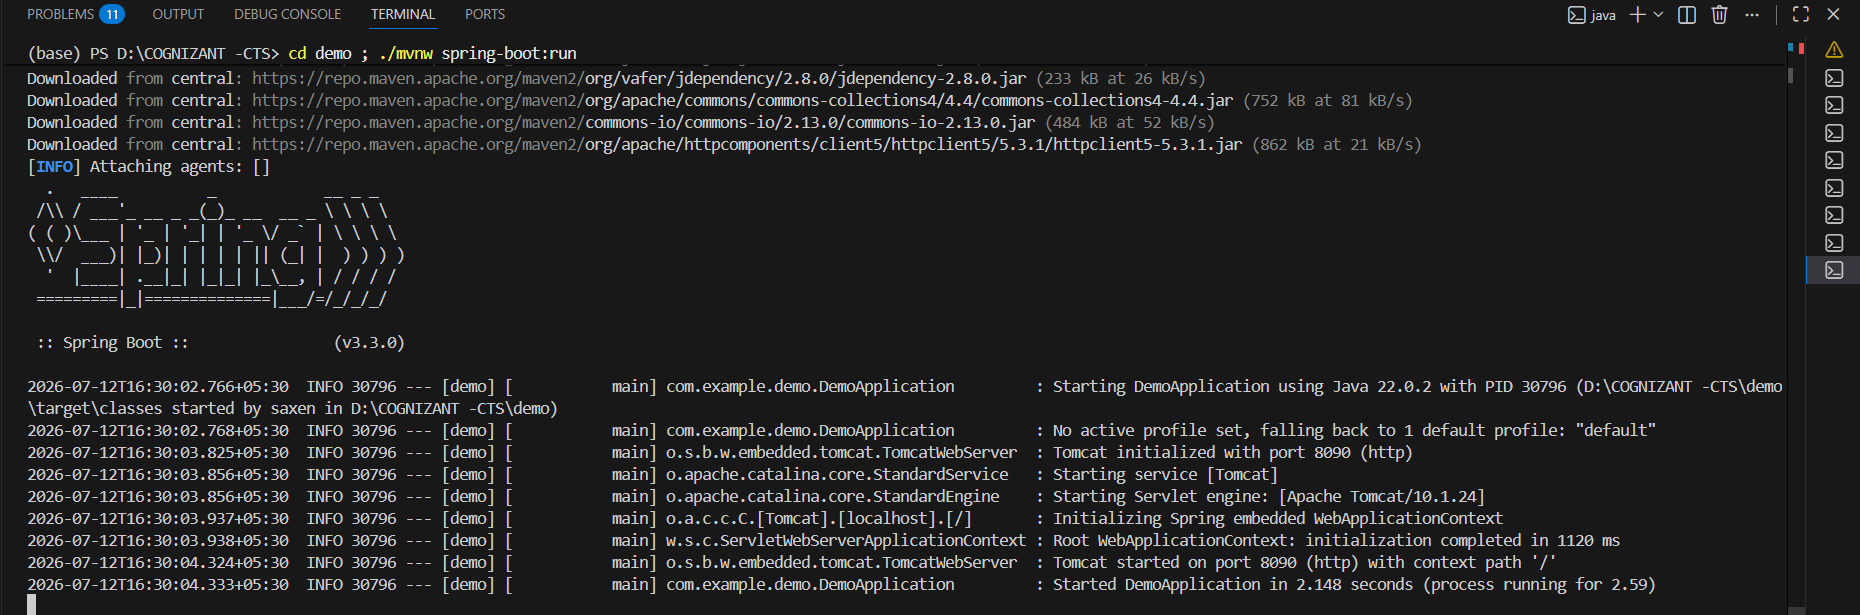 PROBLEMS 11 OUTPUT DEBUG CONSOLE TERMINAL PORTS java
(base) PS D:\COGNIZANT -CTS> cd demo ; ./mvnw spring-boot:run
Downloaded from central: https://repo.maven.apache.org/maven2/org/vafer/jdependency/2.8.0/jdependency-2.8.0.jar (233 kB at 26 kB/s)
Downloaded from central: https://repo.maven.apache.org/maven2/org/apache/commons/commons-collections4/4.4/commons-collections4-4.4.jar (752 kB at 81 kB/s)
Downloaded from central: https://repo.maven.apache.org/maven2/commons-io/commons-io/2.13.0/commons-io-2.13.0.jar (484 kB at 52 kB/s)
Downloaded from central: https://repo.maven.apache.org/maven2/org/apache/httpcomponents/client5/httpclient5/5.3.1/httpclient5-5.3.1.jar (862 kB at 21 kB/s)
[INFO] Attaching agents: []
  .   ____          _            __ _ _
 /\\ / ___'_ __ _ _(_)_ __  __ _ \ \ \ \
( ( )\___ | '_ | '_| | '_ \/ _` | \ \ \ \
 \\/  ___)| |_)| | | | | || (_| |  ) ) ) )
  '  |____| .__|_| |_|_| |_\__, | / / / /
 =========|_|==============|___/=/_/_/_/
 :: Spring Boot ::                (v3.3.0)
2026-07-12T16:30:02.766+05:30  INFO 30796 --- [demo] [           main] com.example.demo.DemoApplication         : Starting DemoApplication using Java 22.0.2 with PID 30796 (D:\COGNIZANT -CTS\demo
\target\classes started by saxen in D:\COGNIZANT -CTS\demo)
2026-07-12T16:30:02.768+05:30  INFO 30796 --- [demo] [           main] com.example.demo.DemoApplication         : No active profile set, falling back to 1 default profile: "default"
2026-07-12T16:30:03.825+05:30  INFO 30796 --- [demo] [           main] o.s.b.w.embedded.tomcat.TomcatWebServer  : Tomcat initialized with port 8090 (http)
2026-07-12T16:30:03.856+05:30  INFO 30796 --- [demo] [           main] o.apache.catalina.core.StandardService   : Starting service [Tomcat]
2026-07-12T16:30:03.856+05:30  INFO 30796 --- [demo] [           main] o.apache.catalina.core.StandardEngine    : Starting Servlet engine: [Apache Tomcat/10.1.24]
2026-07-12T16:30:03.937+05:30  INFO 30796 --- [demo] [           main] o.a.c.c.C.[Tomcat].[localhost].[/]       : Initializing Spring embedded WebApplicationContext
2026-07-12T16:30:03.938+05:30  INFO 30796 --- [demo] [           main] w.s.c.ServletWebServerApplicationContext : Root WebApplicationContext: initialization completed in 1120 ms
2026-07-12T16:30:04.324+05:30  INFO 30796 --- [demo] [           main] o.s.b.w.embedded.tomcat.TomcatWebServer  : Tomcat started on port 8090 (http) with context path '/'
2026-07-12T16:30:04.333+05:30  INFO 30796 --- [demo] [           main] com.example.demo.DemoApplication         : Started DemoApplication in 2.148 seconds (process running for 2.59)